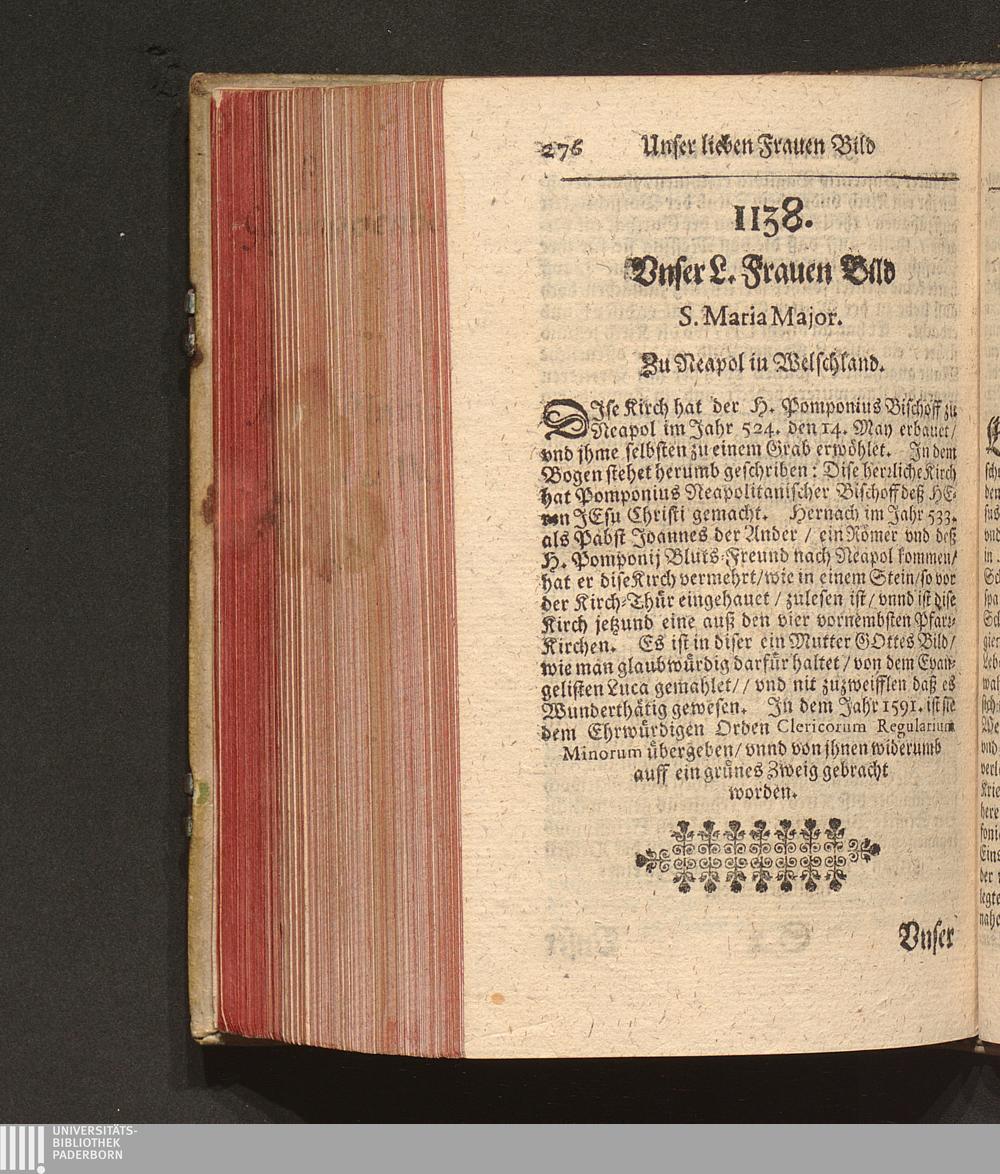 276 Unser lieben Frauen Bild
1138.
Vnser L. Frauen Bild
S. Maria Major.
Zu Neapol in Welschland.
DIse Kirch hat der H. Pomponius Bischoff zu
Neapol im Jahr 524. den 14. May erbauet/
vnd jhme selbsten zu einem Grab erwöhlet. In dem
Bogen stehet herumb geschriben: Dise herrliche Kirch
hat Pomponius Neapolitanischer Bischoff deß HE-
rrn JEsu Christi gemacht. Hernach im Jahr 533.
als Pabst Joannes der Ander / ein Römer vnd deß
H. Pomponij Bluts-Freund nach Neapol kommen/
hat er dise Kirch vermehrt/wie in einem Stein/so vor
der Kirch-Thür eingehauet / zulesen ist/ vnnd ist dise
Kirch jetzund eine auß den vier vornembsten Pfarr-
Kirchen. Es ist in diser ein Mutter GOttes Bild/
wie man glaubwürdig darfür haltet / von dem Evan-
gelisten Luca gemahlet/ / vnd nit zuzweifflen daß es
Wunderthätig gewesen. In dem Jahr 1591. ist sie
dem Ehrwürdigen Orden Clericorum Regularium
Minorum übergeben/ vnnd von jhnen widerumb
auff ein grünes Zweig gebracht
worden.
Vnser
UNIVERSITÄTS-
BIBLIOTHEK
PADERBORN